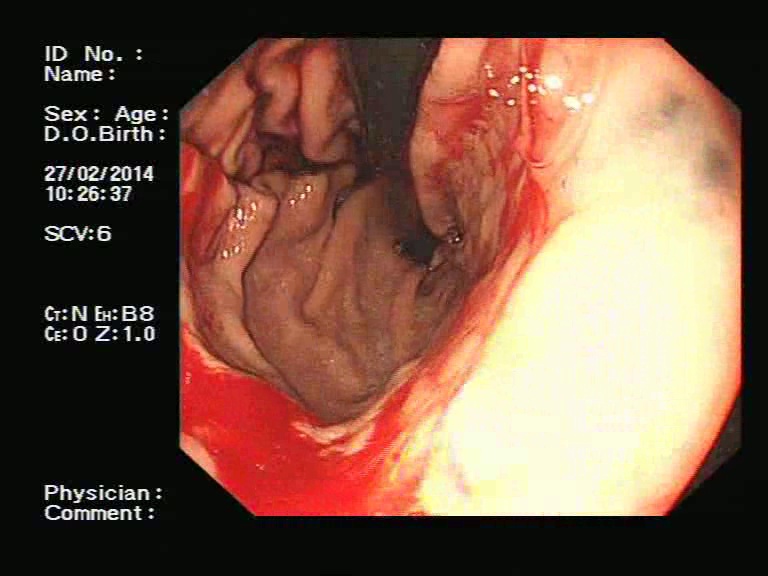 ID No. :
Name:
Sex: Age:
D.O.Birth:
27/02/2014
10:26:37
SCV:6
CT:N EH:B8
CE:0 Z:1.0
Physician:
Comment: